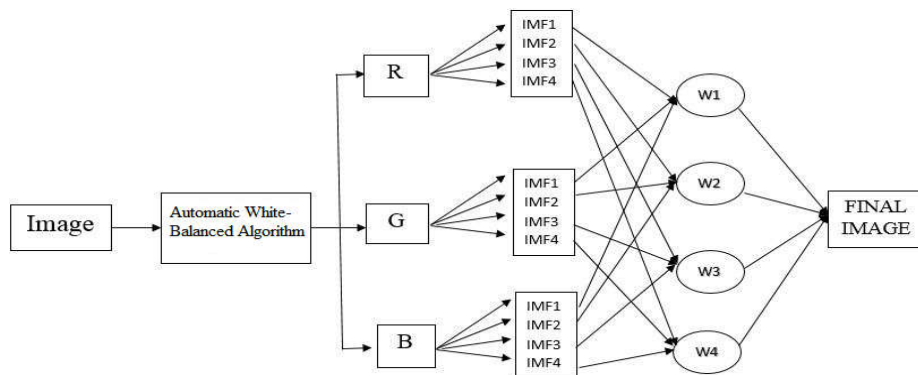 Image
Automatic White-
Balanced Algorithm
R
G
B
IMF1
IMF2
IMF3
IMF4
IMF1
IMF2
IMF3
IMF4
IMF1
IMF2
IMF3
IMF4
W1
W2
W3
W4
FINAL
IMAGE